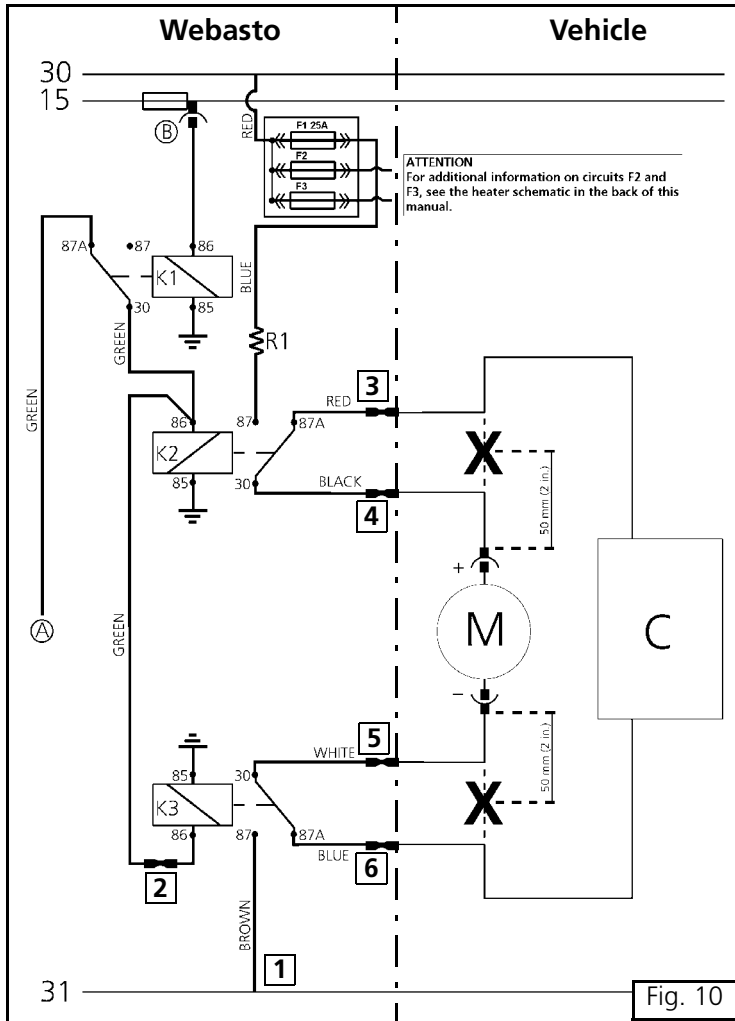 Webasto
Vehicle
30
15
B
RED
F1 25A
F2
F3
ATTENTION
For additional information on circuits F2 and
F3, see the heater schematic in the back of this
manual.
87A
87
86
K1
30
85
BLUE
GREEN
GREEN
R1
3
RED
86
87
87A
K2
85
30
BLACK
4
X
50 mm (2 in.)
+
A
GREEN
M
C
−
5
WHITE
85
30
K3
86
87
87A
BLUE
6
X
50 mm (2 in.)
2
BROWN
1
31
Fig. 10